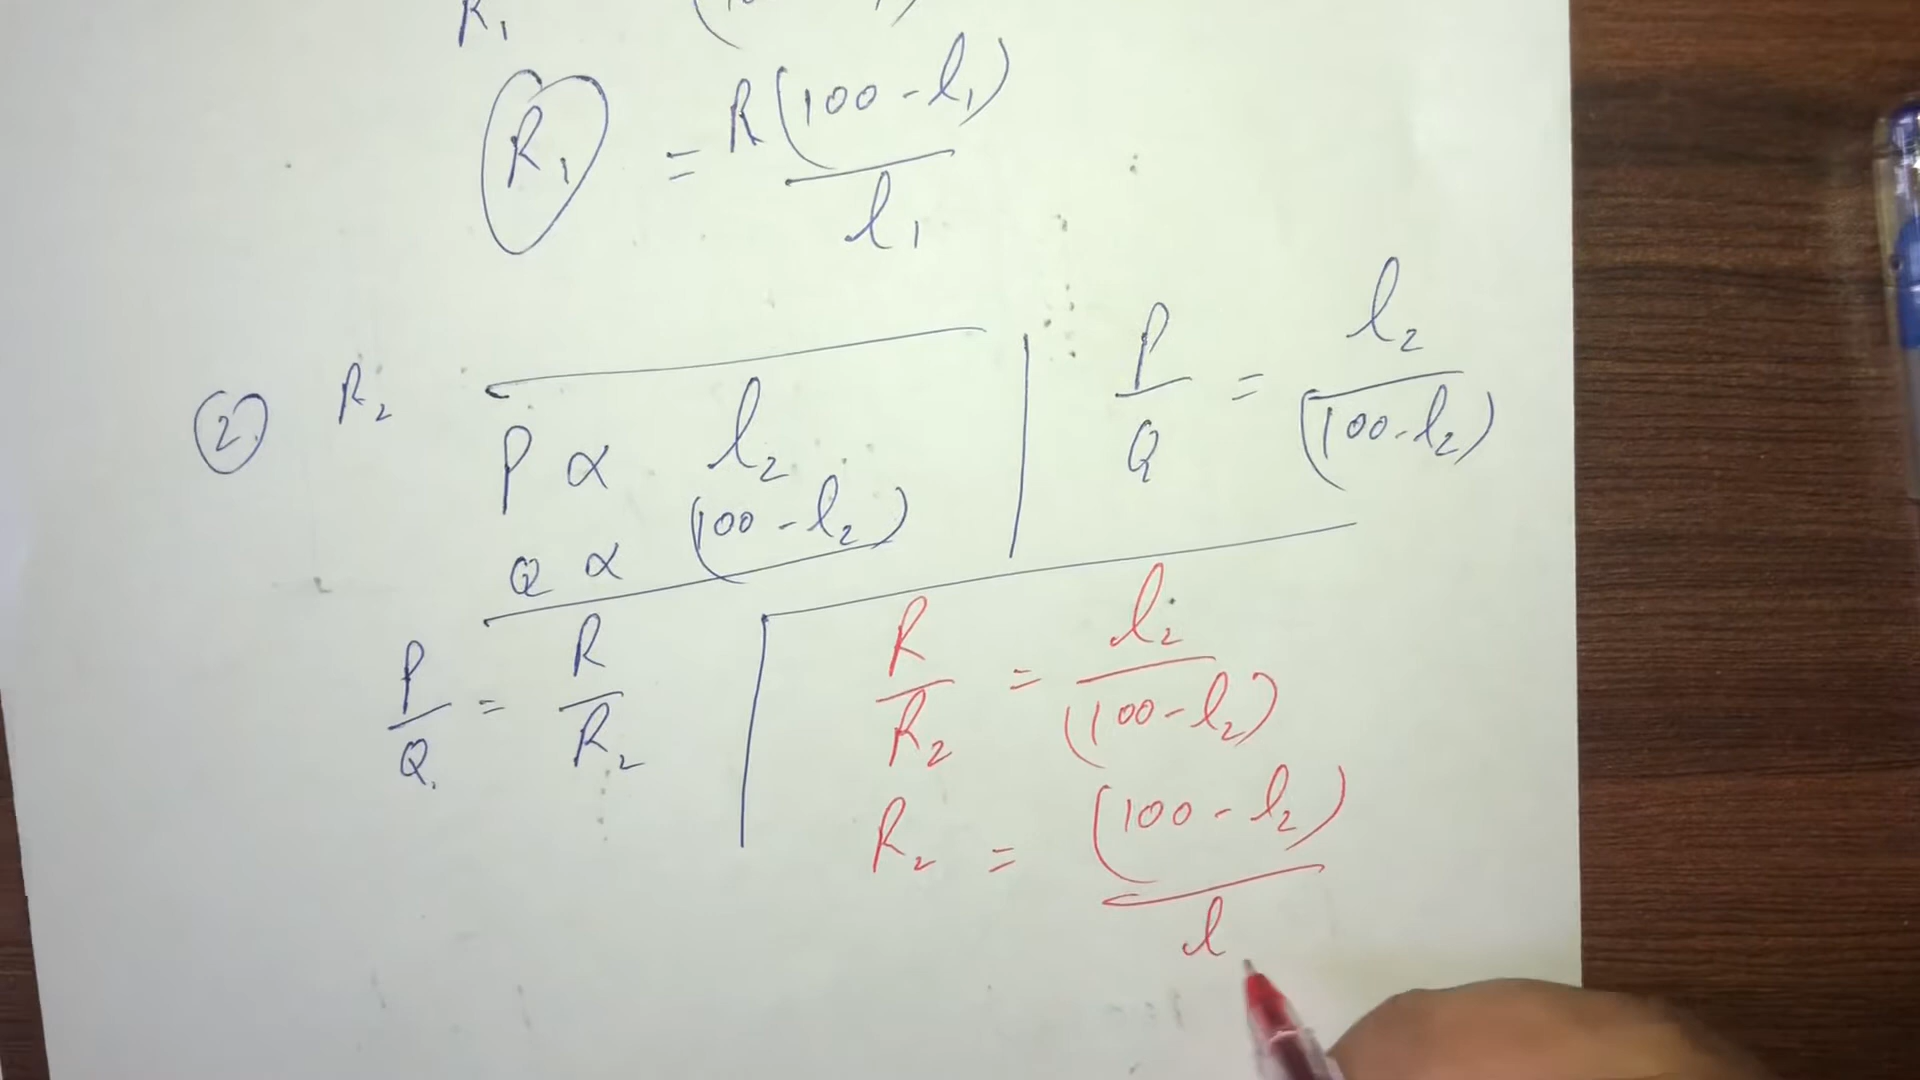 R₁
R₁ = R(100 - l₁) / l₁
② R₂
P ∝ l₂
Q ∝ (100 - l₂)
P / Q = l₂ / (100 - l₂)
P / Q = R / R₂
R / R₂ = l₂ / (100 - l₂)
R₂ = (100 - l₂) / l